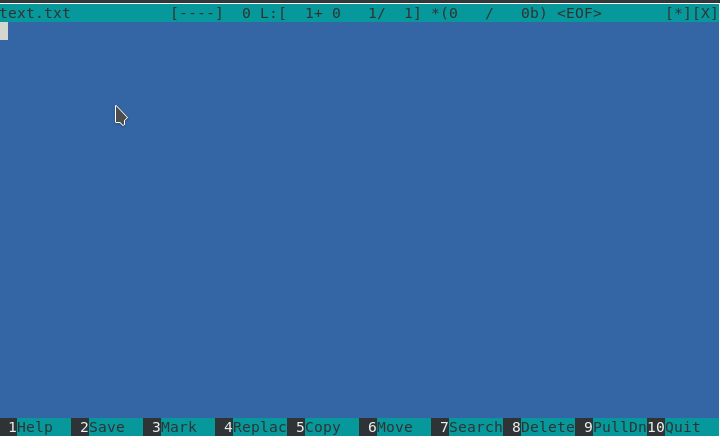 text.txt [----] 0 L:[ 1+ 0 1/ 1] *(0 / 0b) <EOF> [*][X]
1Help 2Save 3Mark 4Replac 5Copy 6Move 7Search 8Delete 9PullDn 10Quit